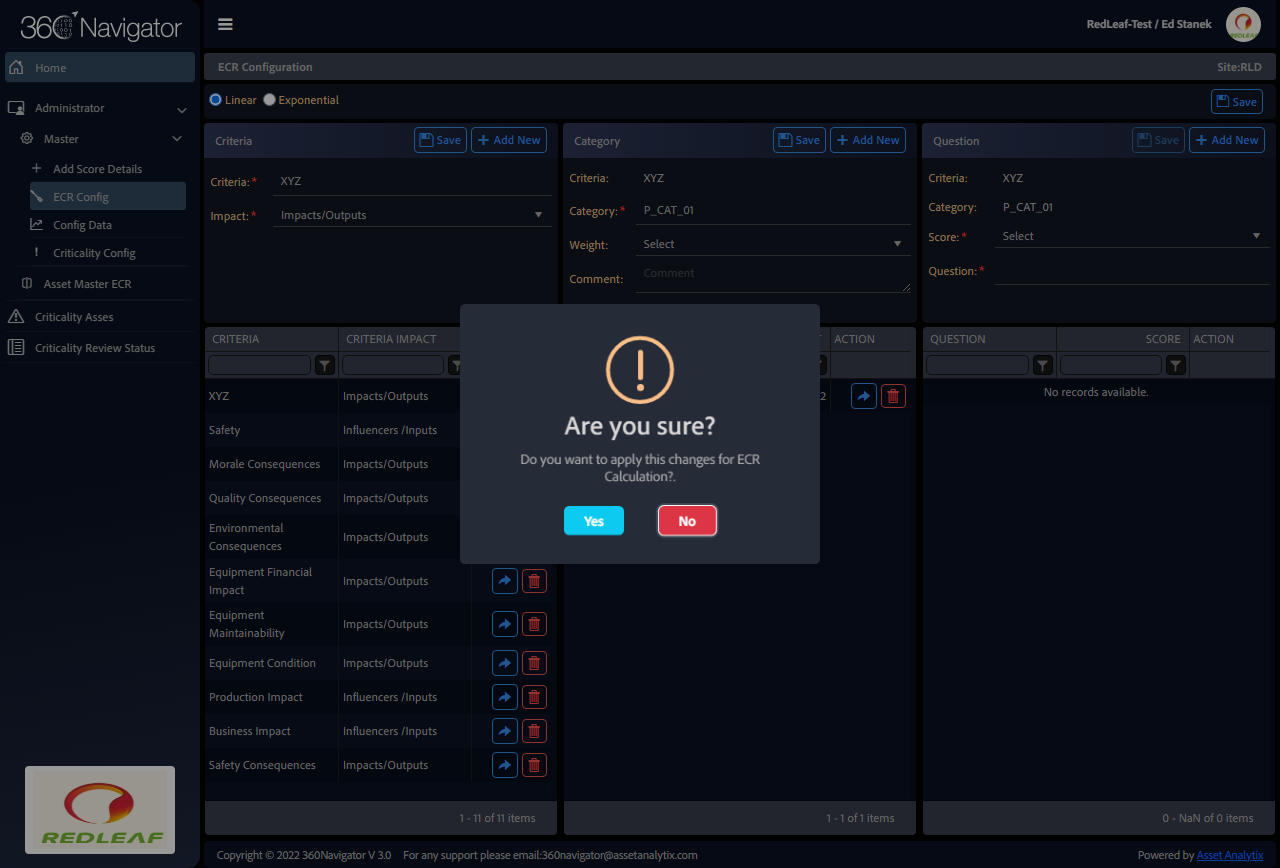 360 Navigator
RedLeaf-Test / Ed Stanek
REDLEAF
Home
Administrator
Master
Add Score Details
ECR Config
Config Data
Criticality Config
Asset Master ECR
Criticality Asses
Criticality Review Status
REDLEAF
ECR Configuration
Site:RLD
Linear Exponential
Save
Criteria
Save
Add New
Criteria:* XYZ
Impact:* Impacts/Outputs
Category
Save
Add New
Criteria: XYZ
Category:* P_CAT_01
Weight: Select
Comment: Comment
Question
Save
Add New
Criteria: XYZ
Category: P_CAT_01
Score:* Select
Question:*
CRITERIA CRITERIA IMPACT
XYZ Impacts/Outputs
Safety Influencers /Inputs
Morale Consequences Impacts/Outputs
Quality Consequences Impacts/Outputs
Environmental
Consequences
Impacts/Outputs
Equipment Financial
Impact
Impacts/Outputs
Equipment
Maintainability
Impacts/Outputs
Equipment Condition Impacts/Outputs
Production Impact Influencers /Inputs
Business Impact Influencers /Inputs
Safety Consequences Impacts/Outputs
1 - 11 of 11 items
T ACTION
2
1 - 1 of 1 items
QUESTION SCORE ACTION
No records available.
0 - NaN of 0 items
Are you sure?
Do you want to apply this changes for ECR
Calculation?.
Yes
No
Copyright © 2022 360Navigator V 3.0 For any support please email:360navigator@assetanalytix.com
Powered by Asset Analytix